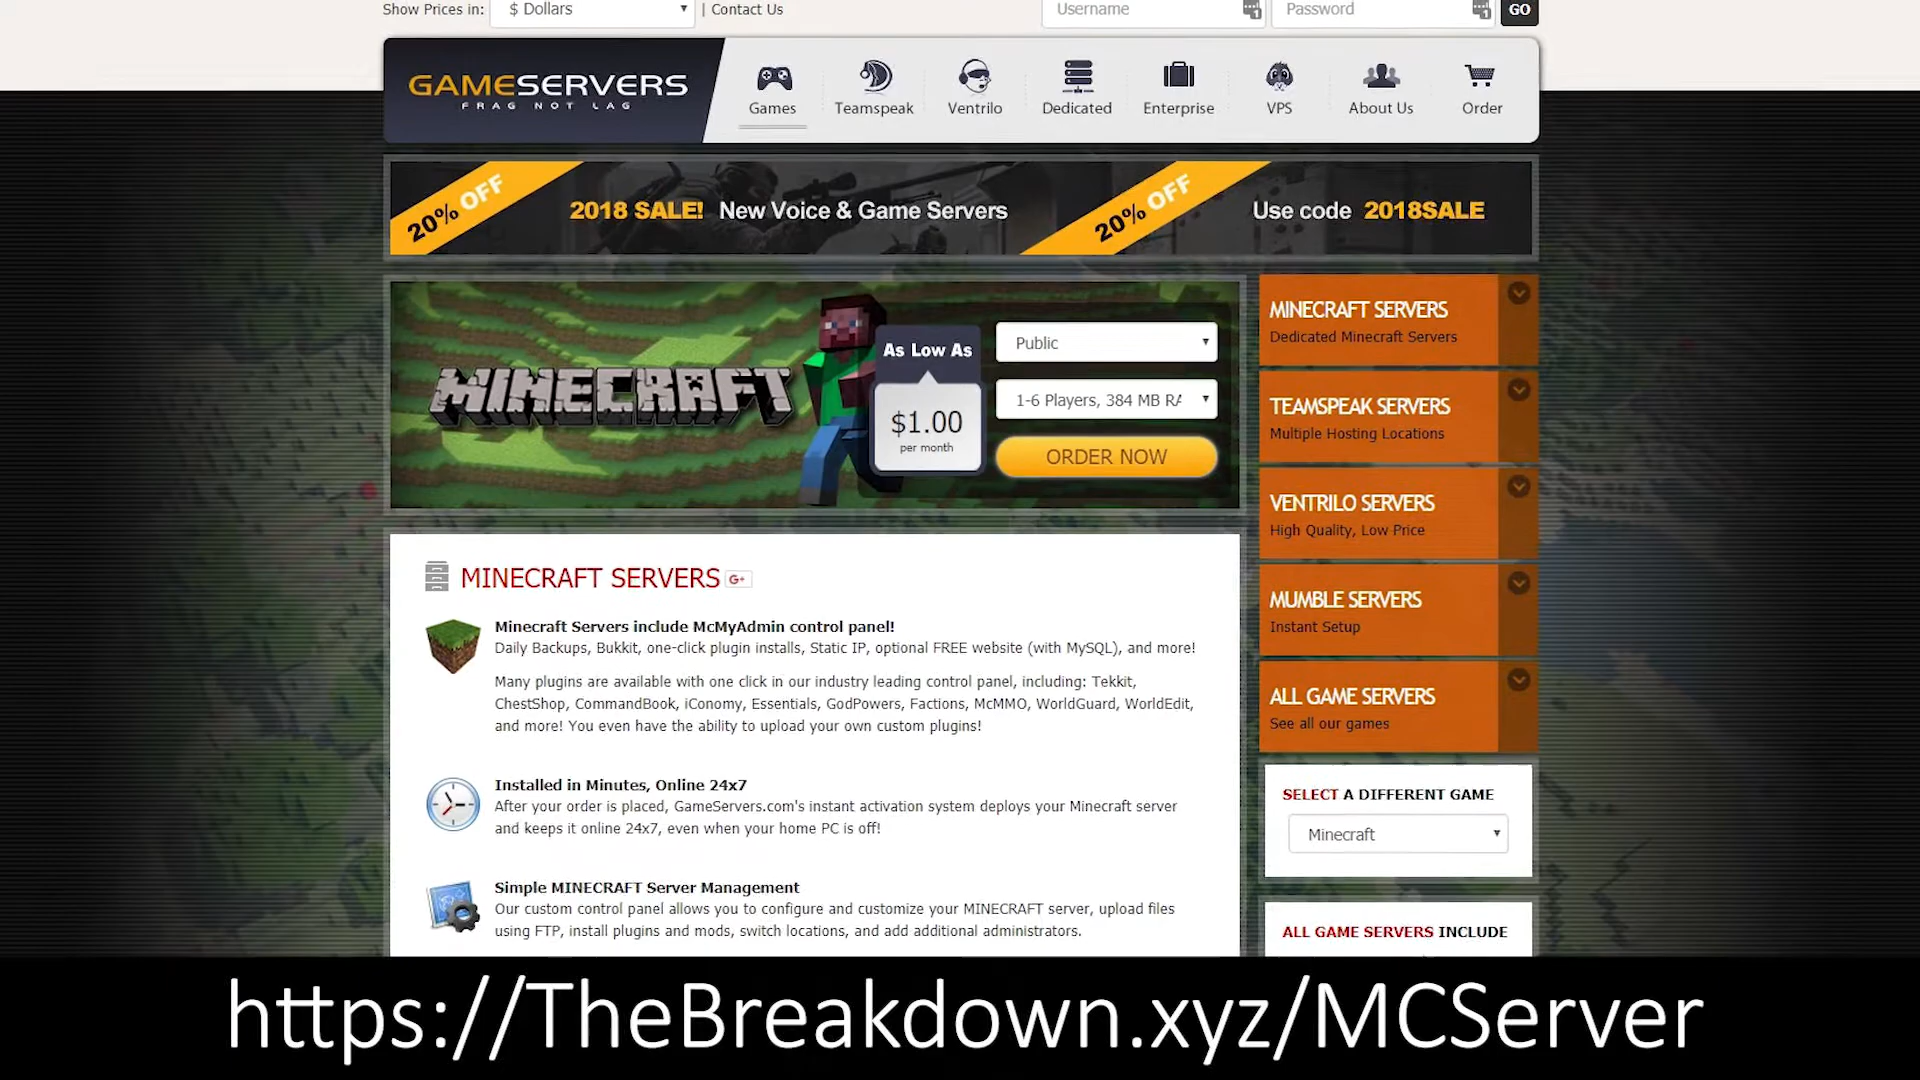 Show Prices in: $ Dollars | Contact Us Username Password GO
GAMESERVERS
FRAG NOT LAG
Games Teamspeak Ventrilo Dedicated Enterprise VPS About Us Order
20% OFF 2018 SALE! New Voice & Game Servers 20% OFF Use code 2018SALE
MINECRAFT
As Low As
$1.00
per month
Public
1-6 Players, 384 MB RA
ORDER NOW
MINECRAFT SERVERS
Dedicated Minecraft Servers
TEAMSPEAK SERVERS
Multiple Hosting Locations
VENTRILO SERVERS
High Quality, Low Price
MUMBLE SERVERS
Instant Setup
ALL GAME SERVERS
See all our games
SELECT A DIFFERENT GAME
Minecraft
ALL GAME SERVERS INCLUDE
MINECRAFT SERVERS G+
Minecraft Servers include McMyAdmin control panel!
Daily Backups, Bukkit, one-click plugin installs, Static IP, optional FREE website (with MySQL), and more!
Many plugins are available with one click in our industry leading control panel, including: Tekkit,
ChestShop, CommandBook, iConomy, Essentials, GodPowers, Factions, McMMO, WorldGuard, WorldEdit,
and more! You even have the ability to upload your own custom plugins!
Installed in Minutes, Online 24x7
After your order is placed, GameServers.com's instant activation system deploys your Minecraft server
and keeps it online 24x7, even when your home PC is off!
Simple MINECRAFT Server Management
Our custom control panel allows you to configure and customize your MINECRAFT server, upload files
using FTP, install plugins and mods, switch locations, and add additional administrators.
https://TheBreakdown.xyz/MCServer